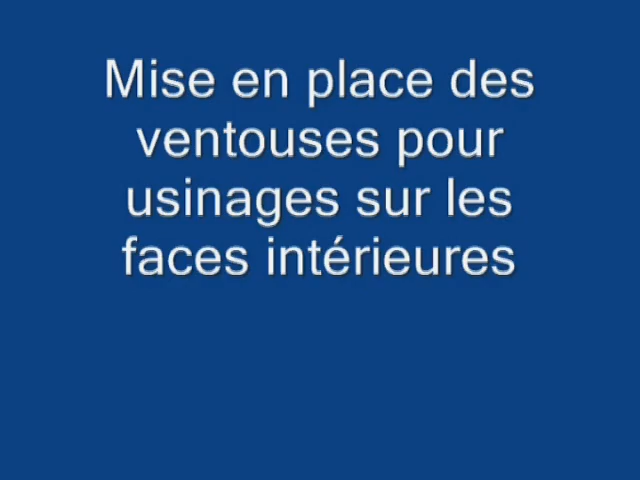 Mise en place des
ventouses pour
usinages sur les
faces intérieures